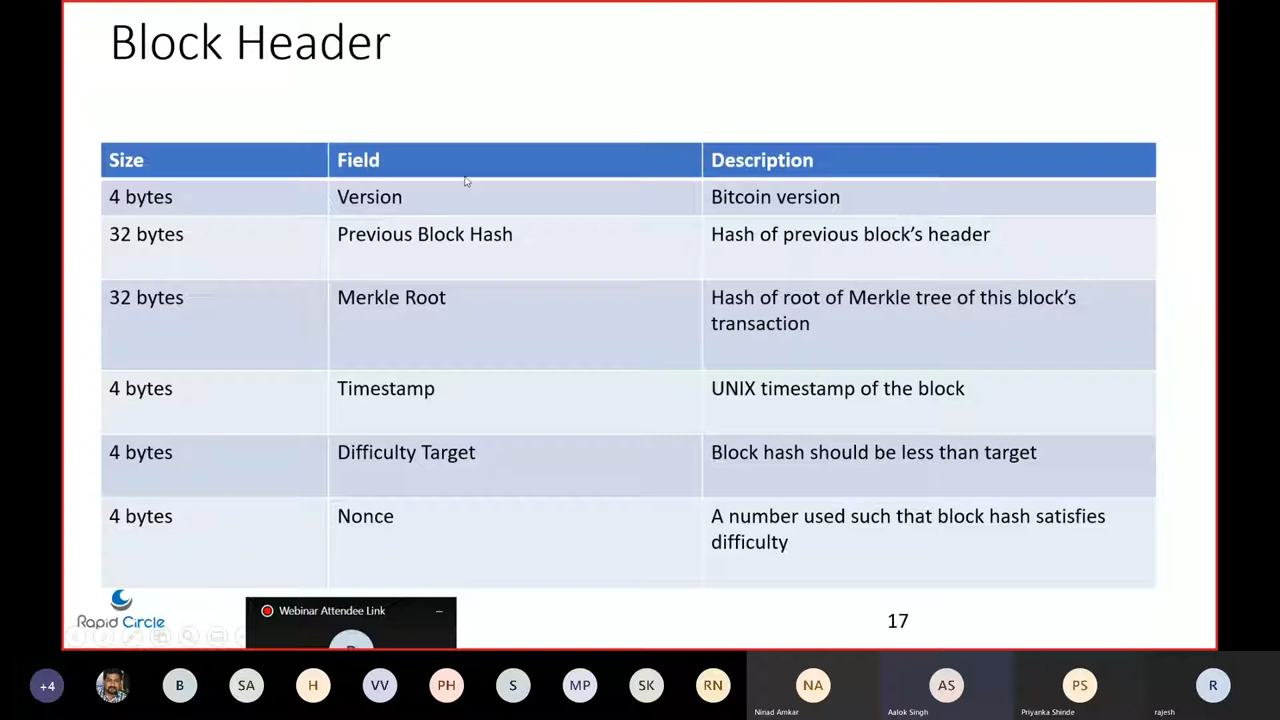 Block Header
Size Field Description
4 bytes Version Bitcoin version
32 bytes Previous Block Hash Hash of previous block’s header
32 bytes Merkle Root Hash of root of Merkle tree of this block’s
transaction
4 bytes Timestamp UNIX timestamp of the block
4 bytes Difficulty Target Block hash should be less than target
4 bytes Nonce A number used such that block hash satisfies
difficulty
Rapid Circle
Webinar Attendee Link
17
+4 B SA H VV PH S MP SK RN NA AS PS R
Ninad Amkar Aalok Singh Priyanka Shinde rajesh